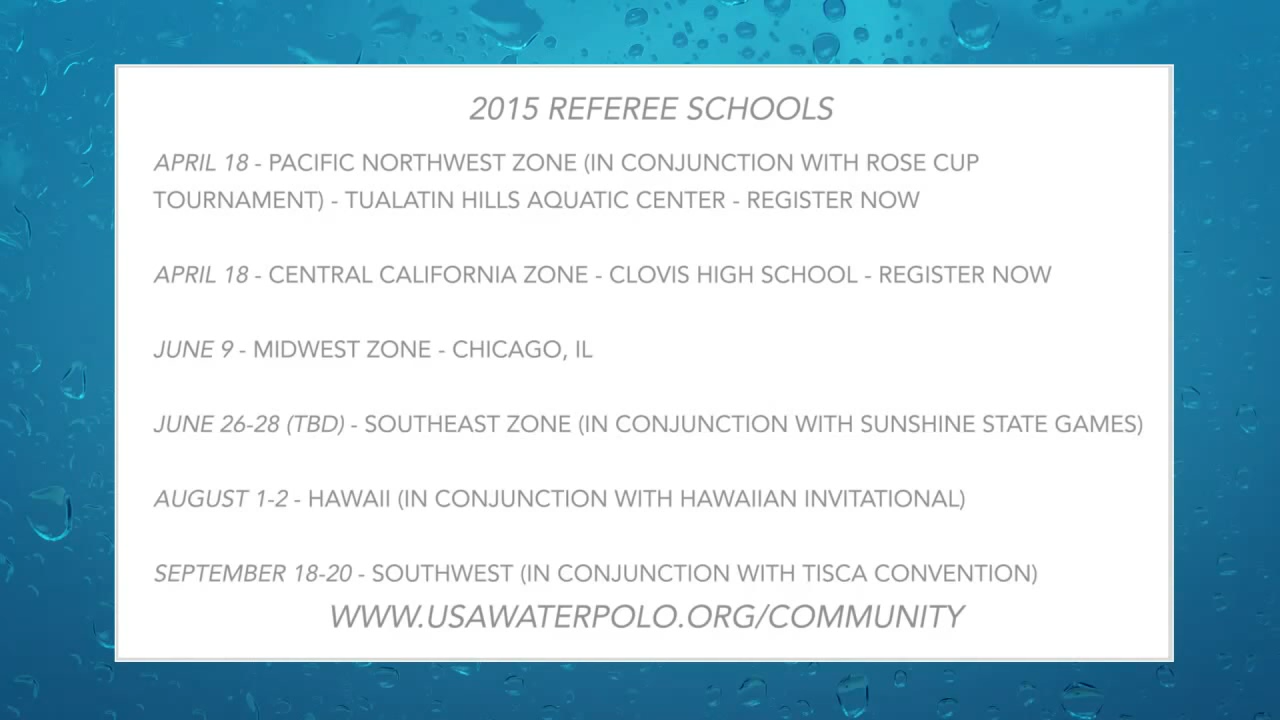 2015 REFEREE SCHOOLS
APRIL 18 - PACIFIC NORTHWEST ZONE (IN CONJUNCTION WITH ROSE CUP
TOURNAMENT) - TUALATIN HILLS AQUATIC CENTER - REGISTER NOW
APRIL 18 - CENTRAL CALIFORNIA ZONE - CLOVIS HIGH SCHOOL - REGISTER NOW
JUNE 9 - MIDWEST ZONE - CHICAGO, IL
JUNE 26-28 (TBD) - SOUTHEAST ZONE (IN CONJUNCTION WITH SUNSHINE STATE GAMES)
AUGUST 1-2 - HAWAII (IN CONJUNCTION WITH HAWAIIAN INVITATIONAL)
SEPTEMBER 18-20 - SOUTHWEST (IN CONJUNCTION WITH TISCA CONVENTION)
WWW.USAWATERPOLO.ORG/COMMUNITY